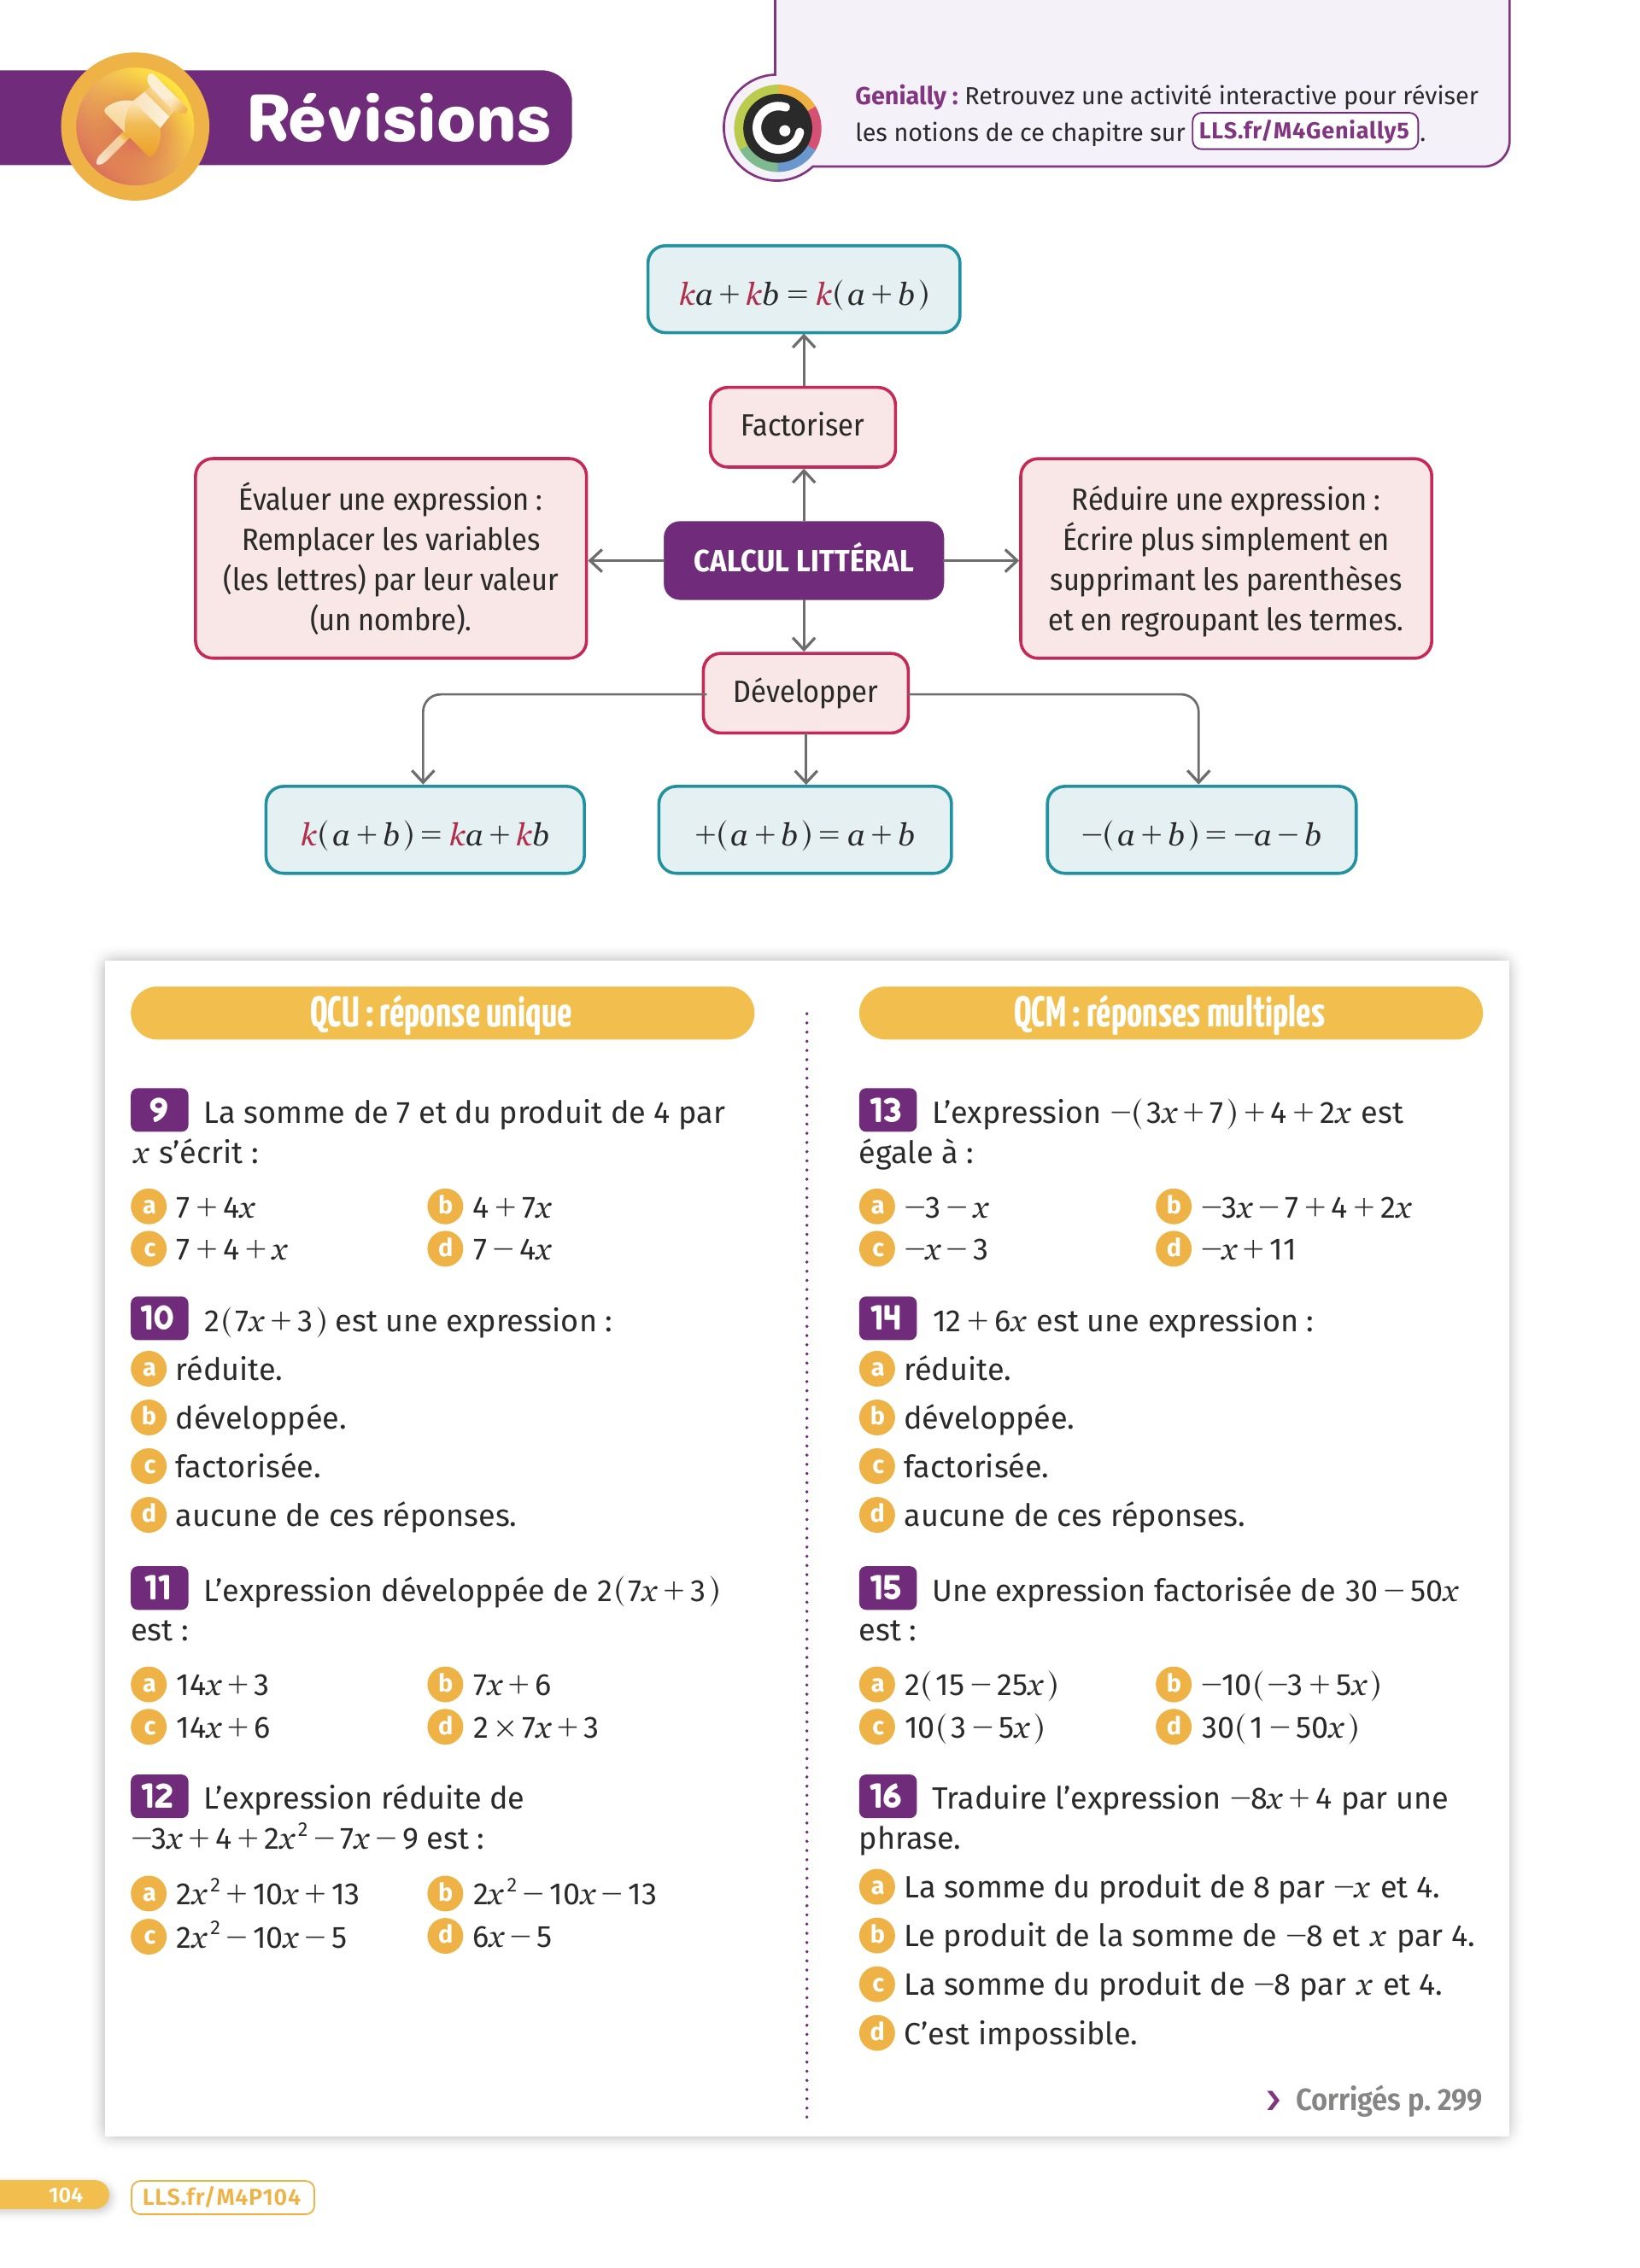 Révisions
Genially : Retrouvez une activité interactive pour réviser
les notions de ce chapitre sur LLS.fr/M4Genially5.
ka + kb = k(a + b)
Factoriser
Évaluer une expression :
Remplacer les variables
(les lettres) par leur valeur
(un nombre).
CALCUL LITTÉRAL
Réduire une expression :
Écrire plus simplement en
supprimant les parenthèses
et en regroupant les termes.
Développer
k(a + b) = ka + kb
+(a + b) = a + b
−(a + b) = −a − b
QCU : réponse unique
9 La somme de 7 et du produit de 4 par
x s’écrit :
a 7 + 4x b 4 + 7x
c 7 + 4 + x d 7 − 4x
10 2(7x + 3) est une expression :
a réduite.
b développée.
c factorisée.
d aucune de ces réponses.
11 L’expression développée de 2(7x + 3)
est :
a 14x + 3 b 7x + 6
c 14x + 6 d 2 × 7x + 3
12 L’expression réduite de
−3x + 4 + 2x² − 7x − 9 est :
a 2x² + 10x + 13 b 2x² − 10x − 13
c 2x² − 10x − 5 d 6x − 5
QCM : réponses multiples
13 L’expression −(3x + 7) + 4 + 2x est
égale à :
a −3 − x b −3x − 7 + 4 + 2x
c −x − 3 d −x + 11
14 12 + 6x est une expression :
a réduite.
b développée.
c factorisée.
d aucune de ces réponses.
15 Une expression factorisée de 30 − 50x
est :
a 2(15 − 25x) b −10(−3 + 5x)
c 10(3 − 5x) d 30(1 − 50x)
16 Traduire l’expression −8x + 4 par une
phrase.
a La somme du produit de 8 par −x et 4.
b Le produit de la somme de −8 et x par 4.
c La somme du produit de −8 par x et 4.
d C’est impossible.
› Corrigés p. 299
104 LLS.fr/M4P104